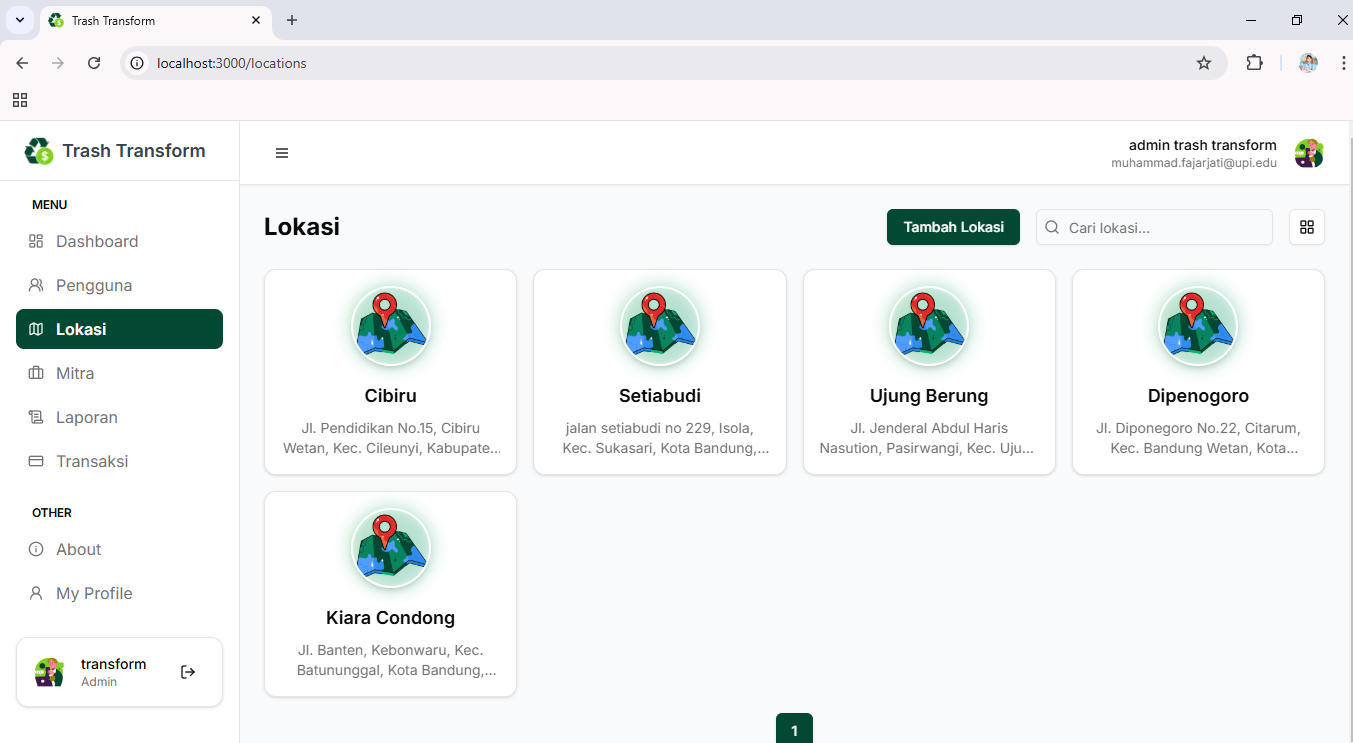 Trash Transform
localhost:3000/locations
Trash Transform
admin trash transform
muhammad.fajarjati@upi.edu
MENU
Dashboard
Pengguna
Lokasi
Mitra
Laporan
Transaksi
OTHER
About
My Profile
transform
Admin
Lokasi
Tambah Lokasi
Cari lokasi...
Cibiru
Jl. Pendidikan No.15, Cibiru
Wetan, Kec. Cileunyi, Kabupate...
Setiabudi
jalan setiabudi no 229, Isola,
Kec. Sukasari, Kota Bandung,...
Ujung Berung
Jl. Jenderal Abdul Haris
Nasution, Pasirwangi, Kec. Uju...
Dipenogoro
Jl. Diponegoro No.22, Citarum,
Kec. Bandung Wetan, Kota...
Kiara Condong
Jl. Banten, Kebonwaru, Kec.
Batununggal, Kota Bandung,...
1